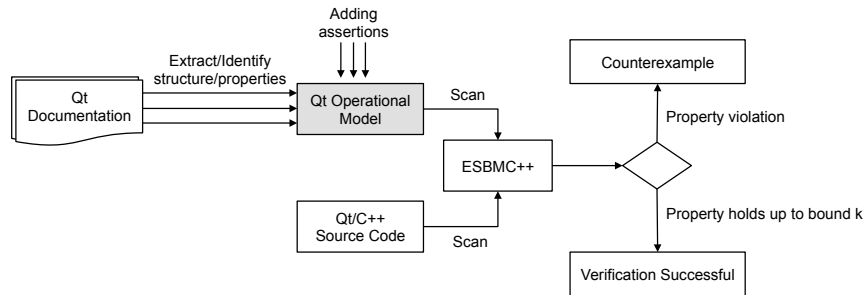 Adding
assertions
Extract/Identify
structure/properties
Qt
Documentation
Qt Operational
Model
Scan
Counterexample
Property violation
ESBMC++
Qt/C++
Source Code
Scan
Property holds up to bound k
Verification Successful